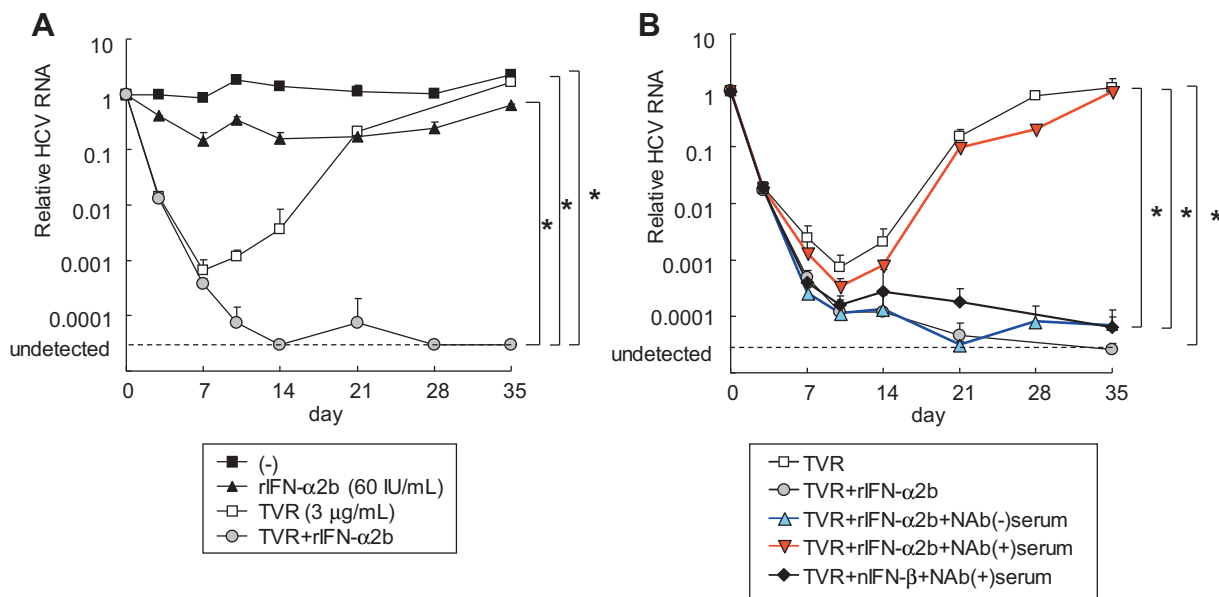 A
Relative HCV RNA
10
1
0.1
0.01
0.001
0.0001
undetected
0 7 14 21 28 35
day
*
*
*
(-)
rIFN-α2b (60 IU/mL)
TVR (3 μg/mL)
TVR+rIFN-α2b
B
Relative HCV RNA
10
1
0.1
0.01
0.001
0.0001
undetected
0 7 14 21 28 35
day
* * *
TVR
TVR+rIFN-α2b
TVR+rIFN-α2b+NAb(-)serum
TVR+rIFN-α2b+NAb(+)serum
TVR+nIFN-β+NAb(+)serum